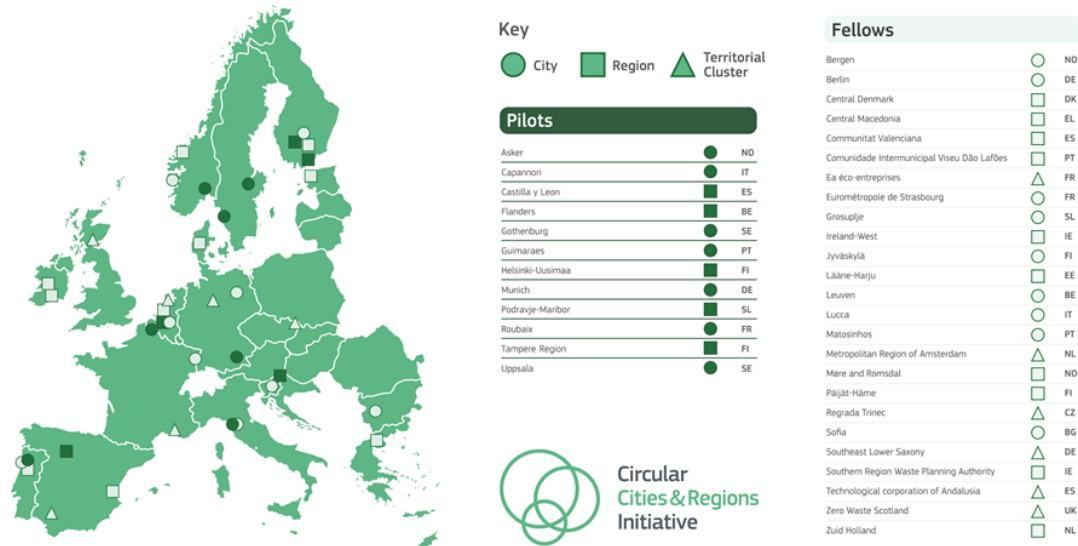 Key
City
Region
Territorial
Cluster
Pilots
Asker NO
Capannori IT
Castilla y Leon ES
Flanders BE
Gothenburg SE
Guimaraes PT
Helsinki-Uusimaa FI
Munich DE
Podravje-Maribor SL
Roubaix FR
Tampere Region FI
Uppsala SE
Circular
Cities & Regions
Initiative
Fellows
Bergen NO
Berlin DE
Central Denmark DK
Central Macedonia EL
Communitat Valenciana ES
Comunidade Intermunicipal Viseu Dão Lafões PT
Ea éco-entreprises FR
Eurométropole de Strasbourg FR
Grosuplje SL
Ireland-West IE
Jyväskylä FI
Lääne-Harju EE
Leuven BE
Lucca IT
Matosinhos PT
Metropolitan Region of Amsterdam NL
Møre and Romsdal NO
Päijät-Häme FI
Regrada Trinec CZ
Sofia BG
Southeast Lower Saxony DE
Southern Region Waste Planning Authority IE
Technological corporation of Andalusia ES
Zero Waste Scotland UK
Zuid Holland NL